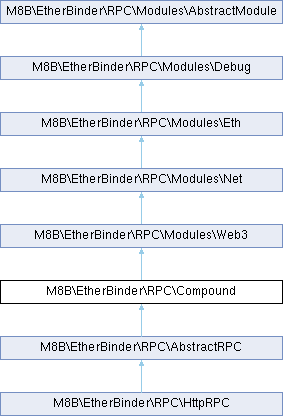 M8B\EtherBinder\RPC\Modules\AbstractModule
M8B\EtherBinder\RPC\Modules\Debug
M8B\EtherBinder\RPC\Modules\Eth
M8B\EtherBinder\RPC\Modules\Net
M8B\EtherBinder\RPC\Modules\Web3
M8B\EtherBinder\RPC\Compound
M8B\EtherBinder\RPC\AbstractRPC
M8B\EtherBinder\RPC\HttpRPC